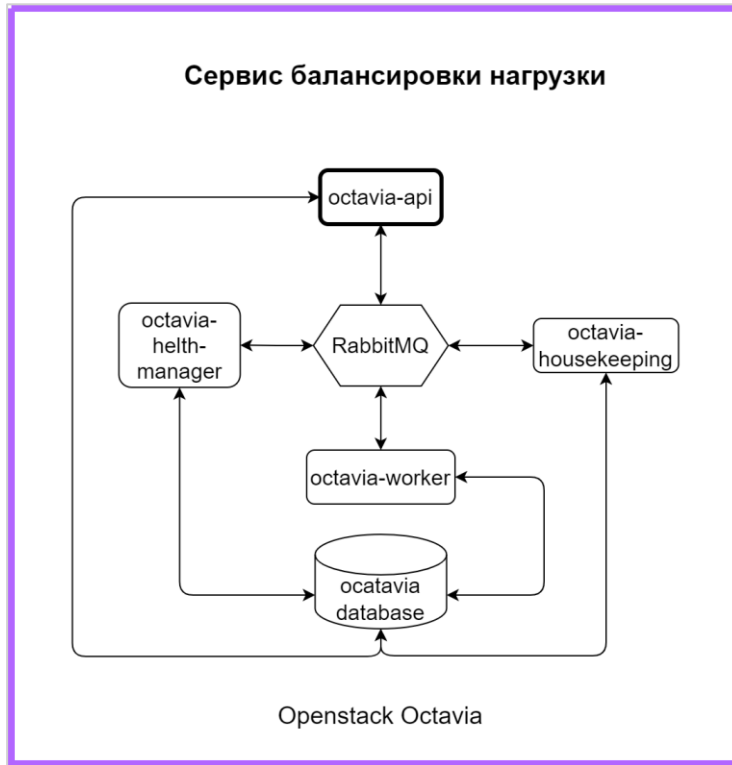 Сервис балансировки нагрузки
octavia-api
octavia-
helth-
manager
RabbitMQ
octavia-
housekeeping
octavia-worker
ocatavia
database
Openstack Octavia